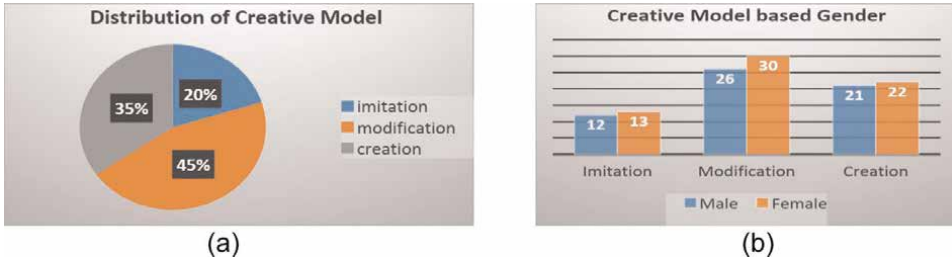 Distribution of Creative Model
20%
35%
45%
imitation
modification
creation
(a)
Creative Model based Gender
12 13 26 30 21 22
Imitation Modification Creation
Male Female
(b)